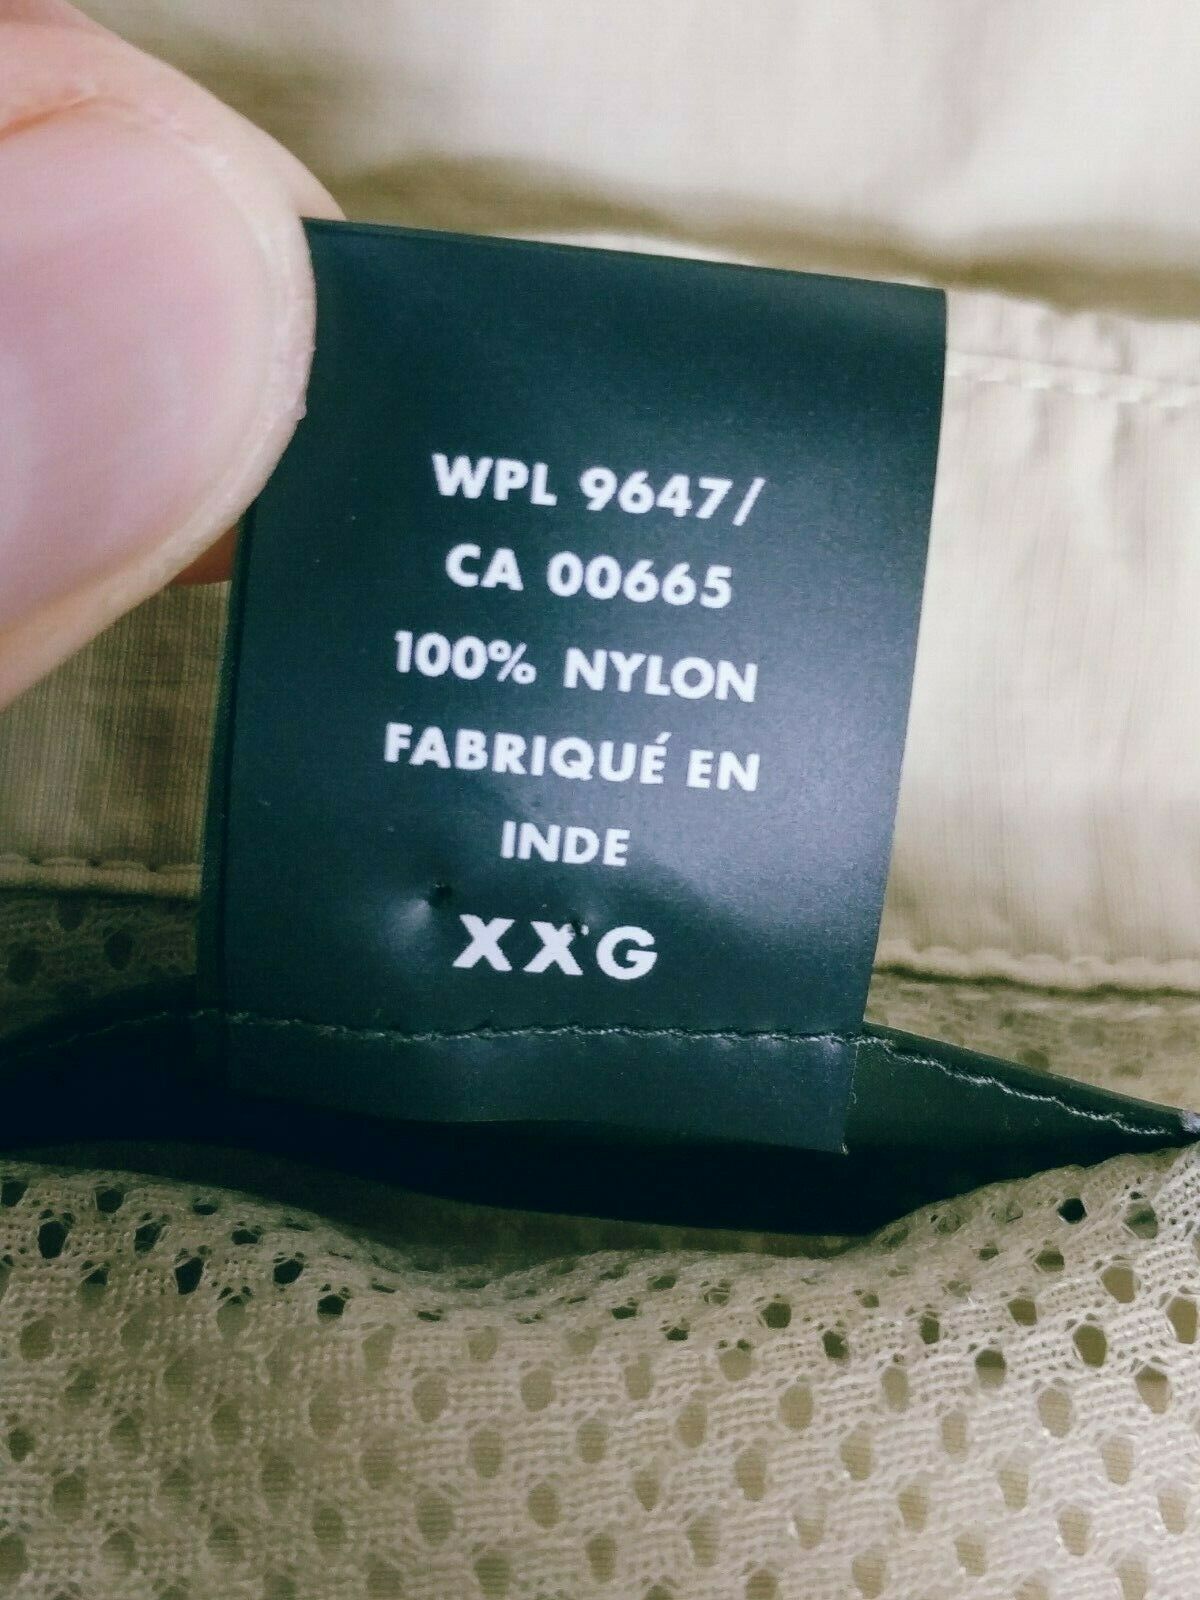 WPL 9647/
CA 00665
100% NYLON
FABRIQUÉ EN
INDE
XXG